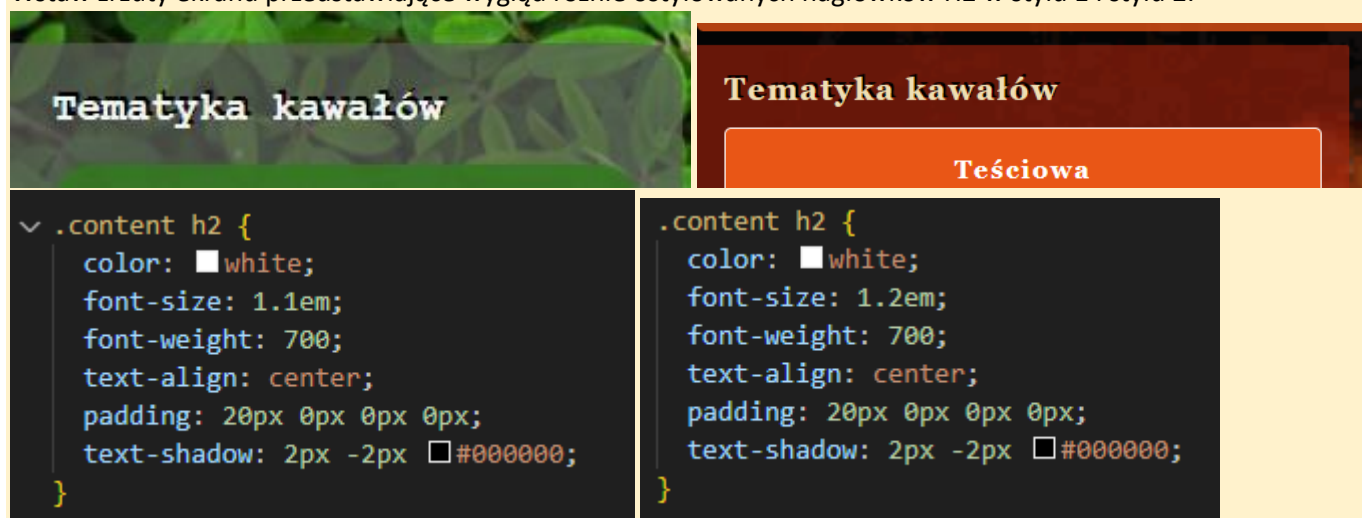 Tematyka kawałów
Tematyka kawałów
Teściowa
.content h2 {
color: white;
font-size: 1.1em;
font-weight: 700;
text-align: center;
padding: 20px 0px 0px 0px;
text-shadow: 2px -2px #000000;
}
.content h2 {
color: white;
font-size: 1.2em;
font-weight: 700;
text-align: center;
padding: 20px 0px 0px 0px;
text-shadow: 2px -2px #000000;
}